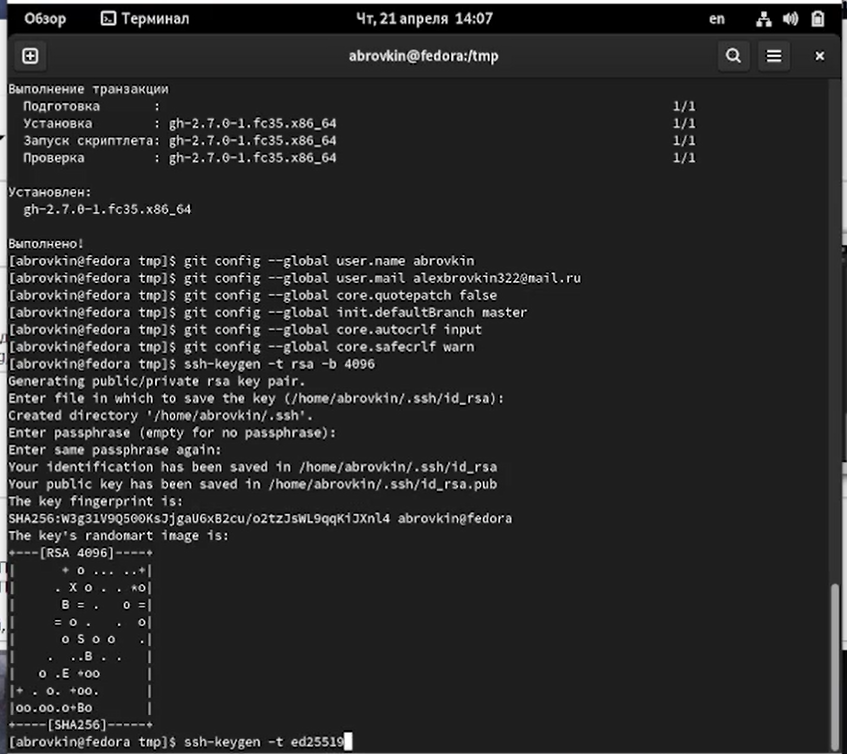 Обзор Терминал Чт, 21 апреля 14:07 en
abrovkin@fedora:/tmp
Выполнение транзакции
Подготовка : 1/1
Установка : gh-2.7.0-1.fc35.x86_64 1/1
Запуск скриптлета: gh-2.7.0-1.fc35.x86_64 1/1
Проверка : gh-2.7.0-1.fc35.x86_64 1/1
Установлен:
gh-2.7.0-1.fc35.x86_64
Выполнено!
[abrovkin@fedora tmp]$ git config --global user.name abrovkin
[abrovkin@fedora tmp]$ git config --global user.mail alexbrovkin322@mail.ru
[abrovkin@fedora tmp]$ git config --global core.quotepatch false
[abrovkin@fedora tmp]$ git config --global init.defaultBranch master
[abrovkin@fedora tmp]$ git config --global core.autocrlf input
[abrovkin@fedora tmp]$ git config --global core.safecrlf warn
[abrovkin@fedora tmp]$ ssh-keygen -t rsa -b 4096
Generating public/private rsa key pair.
Enter file in which to save the key (/home/abrovkin/.ssh/id_rsa):
Created directory '/home/abrovkin/.ssh'.
Enter passphrase (empty for no passphrase):
Enter same passphrase again:
Your identification has been saved in /home/abrovkin/.ssh/id_rsa
Your public key has been saved in /home/abrovkin/.ssh/id_rsa.pub
The key fingerprint is:
SHA256:W3g31V9Q500KsJjgaU6xB2cu/o2tzJsWL9qqKiJXnl4 abrovkin@fedora
The key's randomart image is:
+---[RSA 4096]----+
|      + o ... ..+|
|     . X o . . *o|
|      B = .   o =|
|     = o .   .  o|
|      o S o o   .|
|    .  ..B . .   |
|   o .E +oo      |
|+ . o. +oo.      |
|oo.oo.o+Bo       |
+----[SHA256]-----+
[abrovkin@fedora tmp]$ ssh-keygen -t ed25519